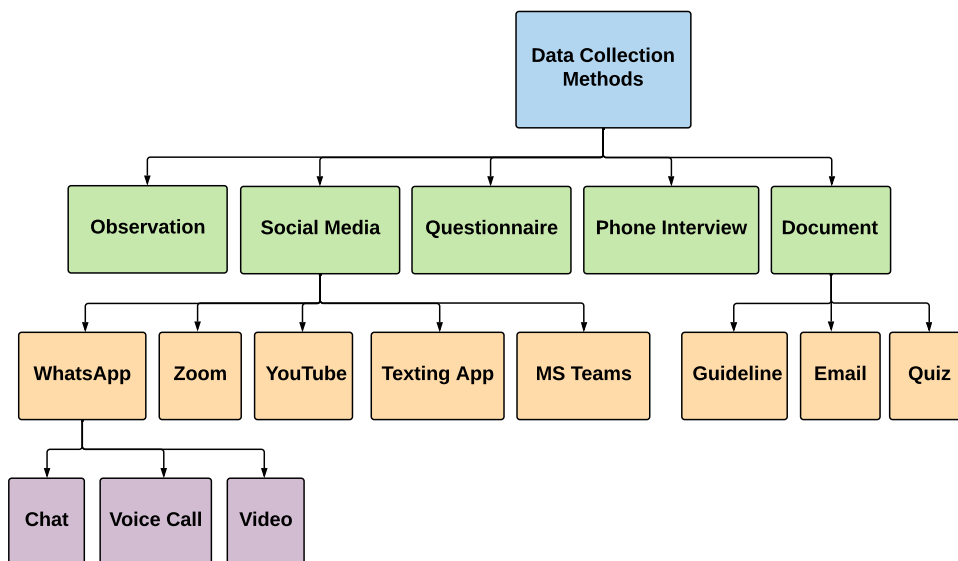 Data Collection
Methods
Observation
Social Media
Questionnaire
Phone Interview
Document
WhatsApp
Zoom
YouTube
Texting App
MS Teams
Guideline
Email
Quiz
Chat
Voice Call
Video